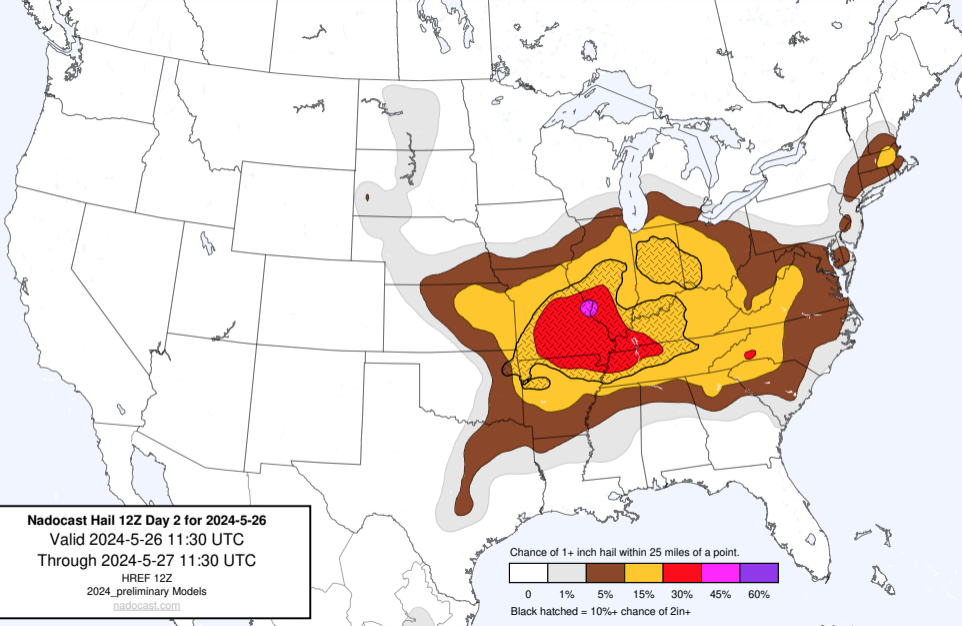 Nadocast Hail 12Z Day 2 for 2024-5-26
Valid 2024-5-26 11:30 UTC
Through 2024-5-27 11:30 UTC
HREF 12Z
2024_preliminary Models
nadocast.com
Chance of 1+ inch hail within 25 miles of a point.
0 1% 5% 15% 30% 45% 60%
Black hatched = 10%+ chance of 2in+